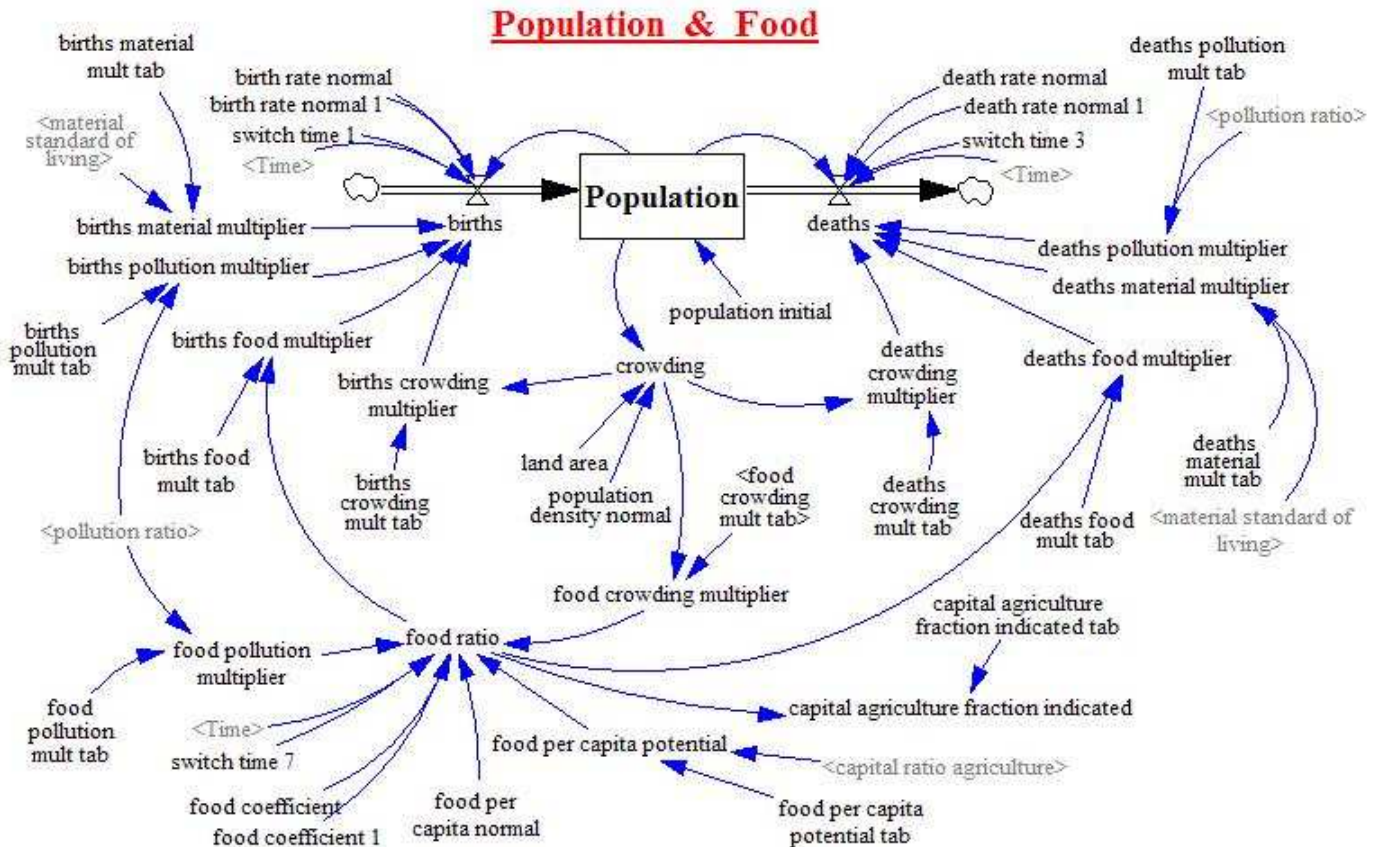 Population & Food
births material
mult tab
<material
standard of
living>
birth rate normal
birth rate normal 1
switch time 1
<Time>
death rate normal
death rate normal 1
switch time 3
<Time>
deaths pollution
mult tab
<pollution ratio>
Population
births
deaths
births material multiplier
births pollution multiplier
births
pollution
mult tab
births food multiplier
births crowding
multiplier
population initial
crowding
deaths
crowding
multiplier
deaths pollution multiplier
deaths material multiplier
deaths food multiplier
births food
mult tab
births
crowding
mult tab
land area
population
density normal
<food
crowding
mult tab>
deaths
crowding
mult tab
deaths food
mult tab
deaths
material
mult tab
<material standard of
living>
<pollution ratio>
food crowding multiplier
capital agriculture
fraction indicated tab
food ratio
food pollution
multiplier
food
pollution
mult tab
<Time>
switch time 7
food coefficient
food coefficient 1
food per
capita normal
food per capita potential
capital agriculture fraction indicated
<capital ratio agriculture>
food per capita
potential tab